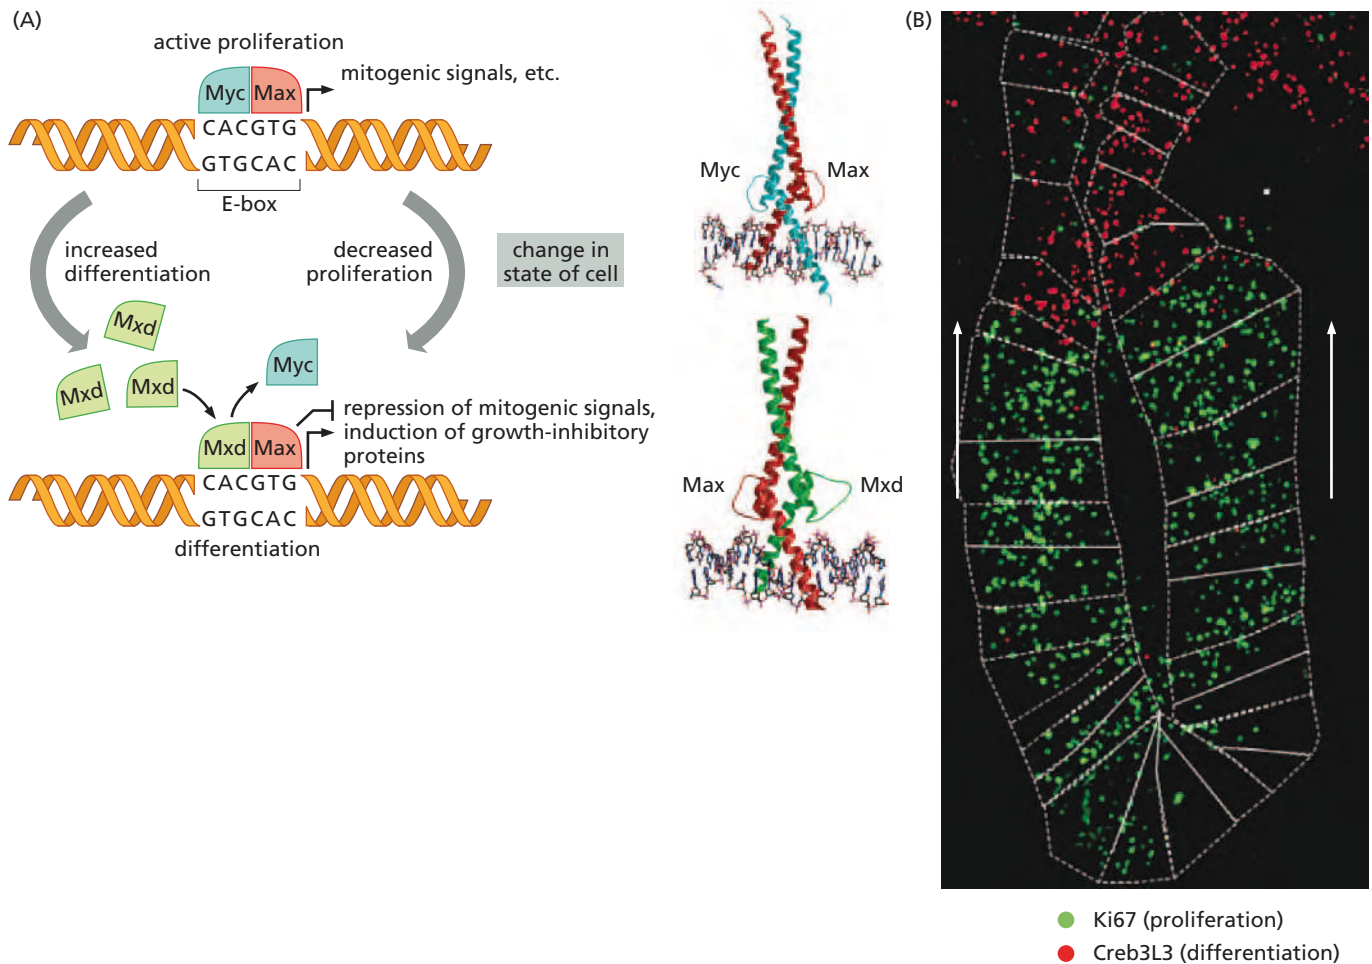 (A)
active proliferation
Myc Max
mitogenic signals, etc.
CACGTG
GTGCAC
E-box
increased
differentiation
decreased
proliferation
change in
state of cell
Mxd
Mxd
Mxd
Myc
Mxd Max
repression of mitogenic signals,
induction of growth-inhibitory
proteins
CACGTG
GTGCAC
differentiation
Myc
Max
Max
Mxd
(B)
Ki67 (proliferation)
Creb3L3 (differentiation)